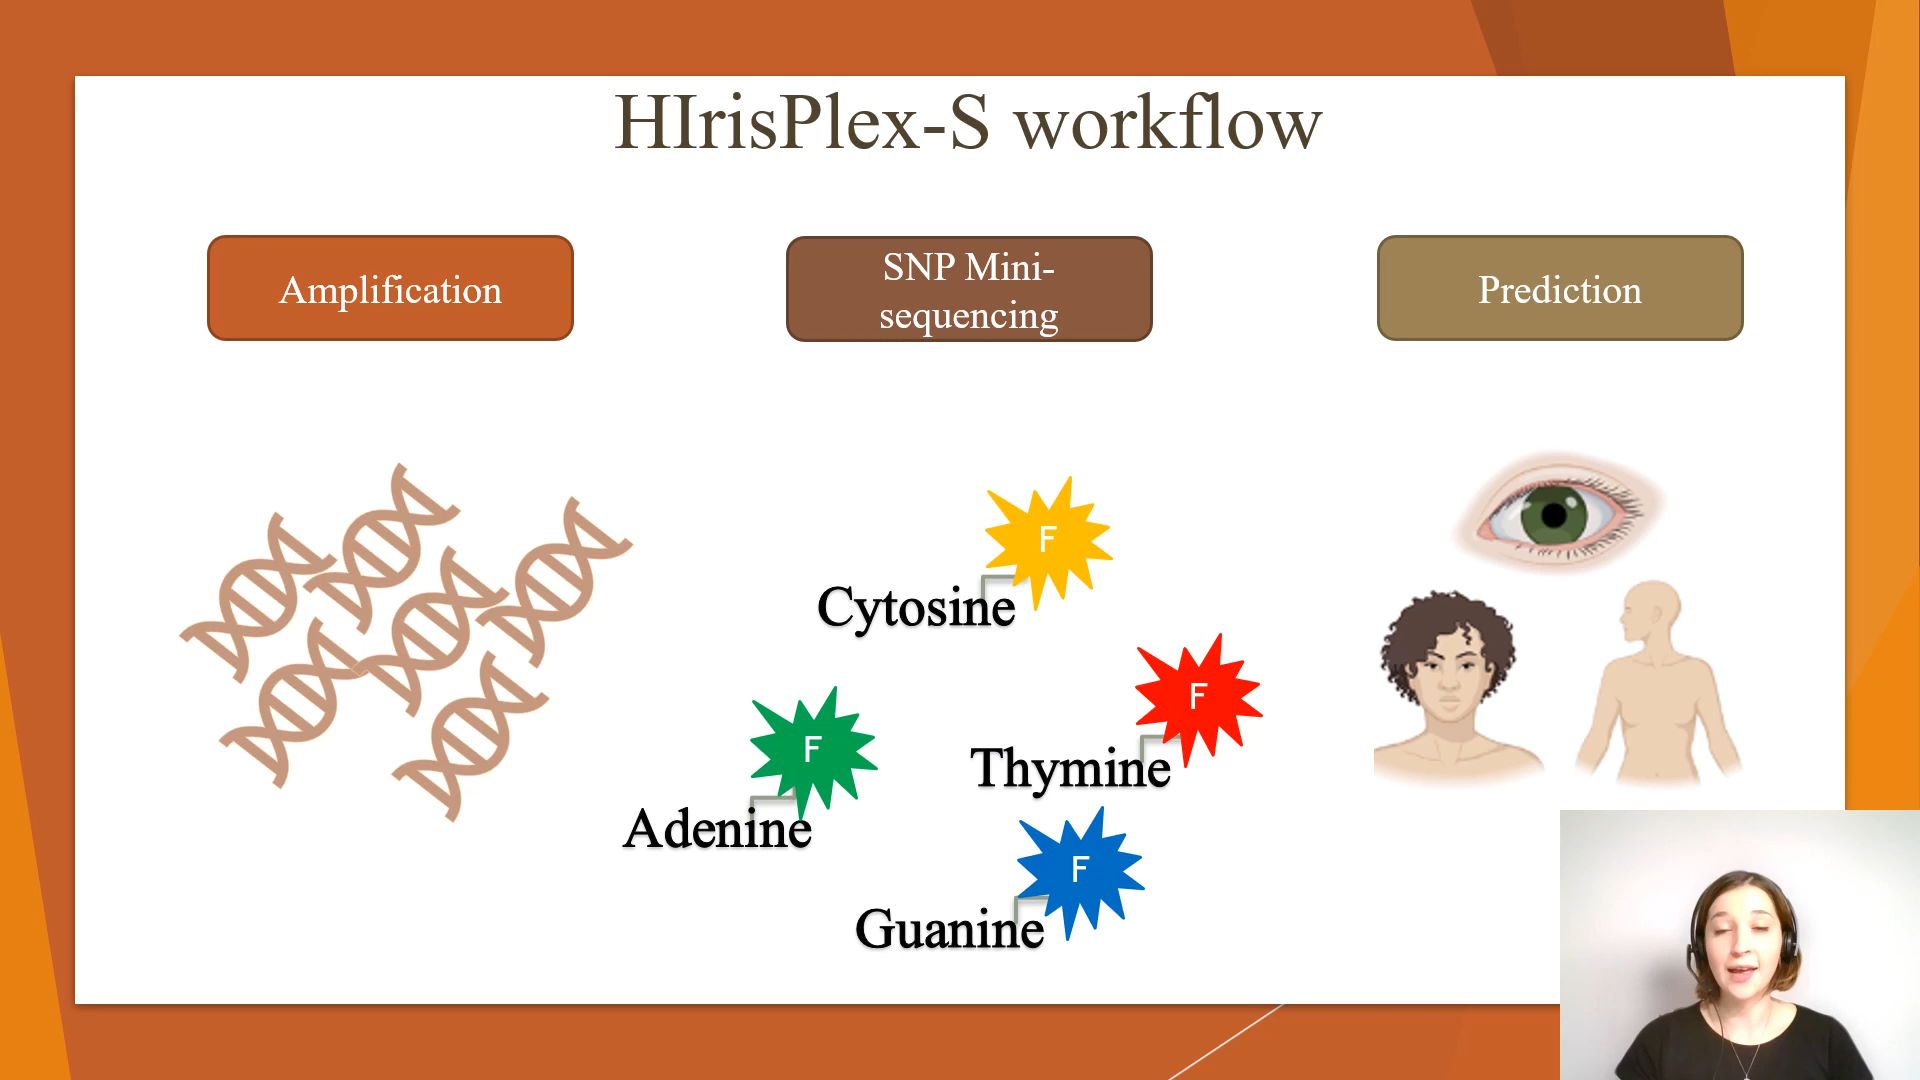 HIrisPlex-S workflow
Amplification
SNP Mini-
sequencing
Prediction
F
Cytosine
F
Thymine
F
Adenine
F
Guanine